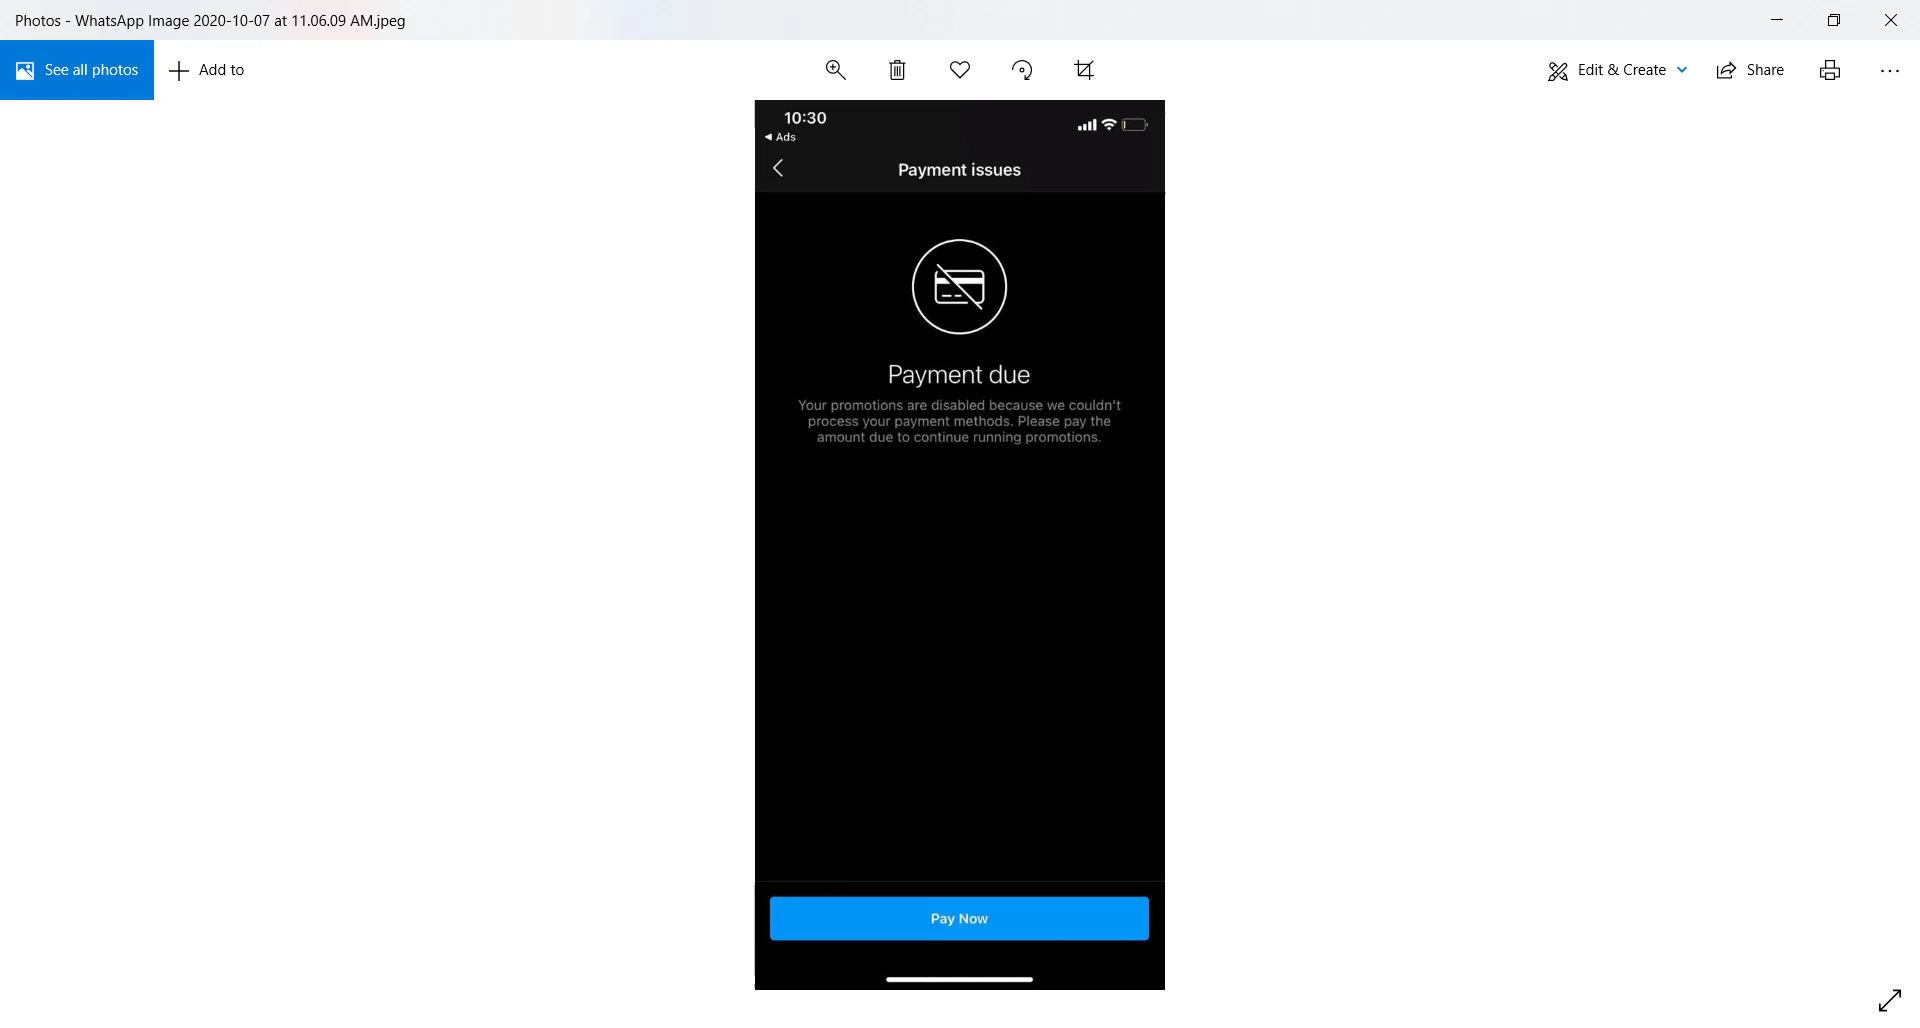 Photos - WhatsApp Image 2020-10-07 at 11.06.09 AM.jpeg
See all photos
Add to
Edit & Create
Share
10:30
Ads
Payment issues
Payment due
Your promotions are disabled because we couldn't
process your payment methods. Please pay the
amount due to continue running promotions.
Pay Now